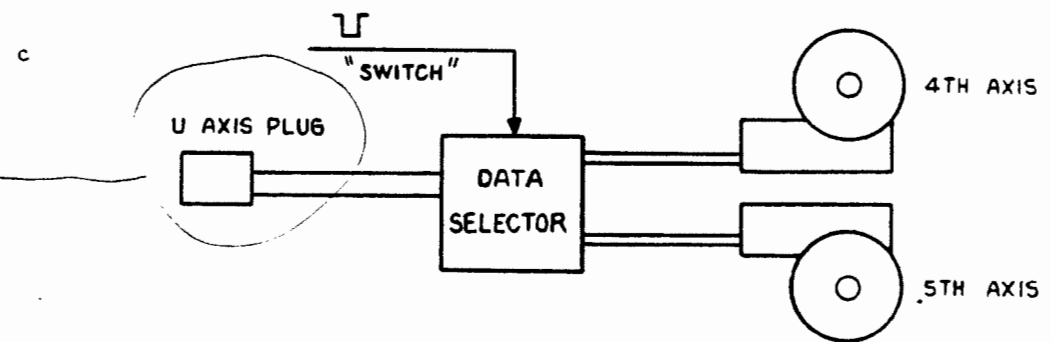 c
"SWITCH"
4TH AXIS
U AXIS PLUG
DATA
SELECTOR
5TH AXIS